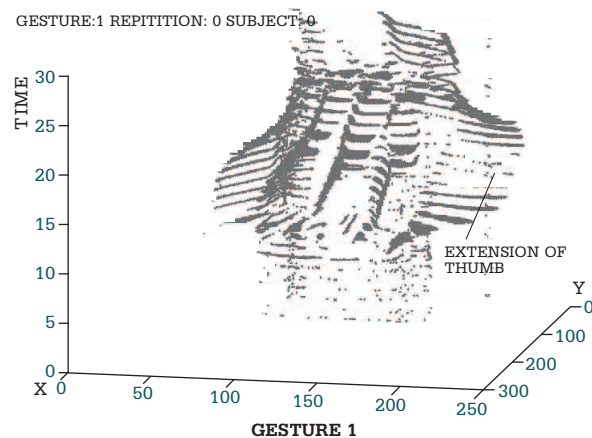 GESTURE:1 REPITITION: 0 SUBJECT: 0
TIME
30
25
20
15
10
5
0
EXTENSION OF
THUMB
Y
0
100
200
300
X
0
50
100
150
200
250
GESTURE 1